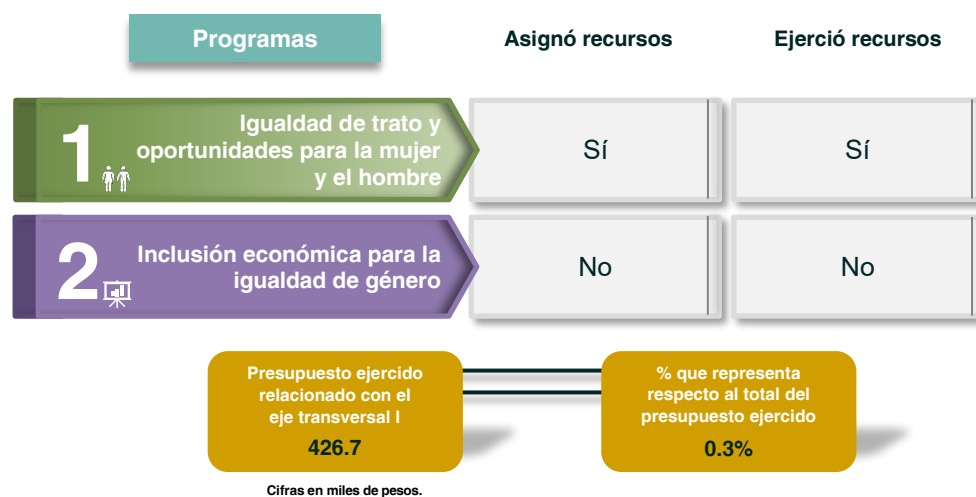 Programas
Asignó recursos
Ejerció recursos
1
Igualdad de trato y
oportunidades para la mujer
y el hombre
Sí
Sí
2
Inclusión económica para la
igualdad de género
No
No
Presupuesto ejercido
relacionado con el
eje transversal I
426.7
% que representa
respecto al total del
presupuesto ejercido
0.3%
Cifras en miles de pesos.